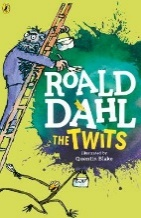 ROALD
DAHL
THE TWITS
Illustrated by
Quentin Blake